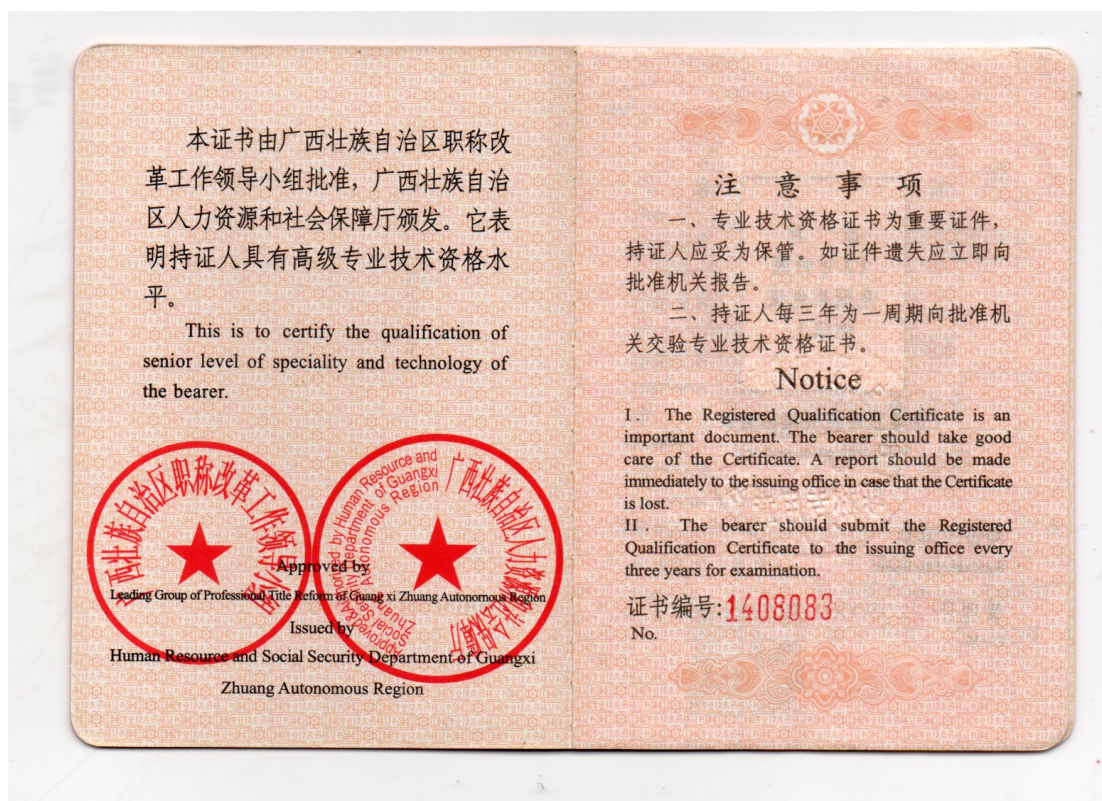 本证书由广西壮族自治区职称改
革工作领导小组批准，广西壮族自治
区人力资源和社会保障厅颁发。它表
明持证人具有高级专业技术资格水
平。
This is to certify the qualification of
senior level of speciality and technology of
the bearer.
广西壮族自治区职称改革工作领导小组
广西壮族自治区人力资源和社会保障厅
Approved by
Leading Group of Professional Title Reform of Guang xi Zhuang Autonomous Region
Issued by
Human Resource and Social Security Department of Guangxi
Zhuang Autonomous Region
注意事项
一、专业技术资格证书为重要证件，
持证人应妥为保管。如证件遗失应立即向
批准机关报告。
二、持证人每三年为一周期向批准机
关交验专业技术资格证书。
Notice
I. The Registered Qualification Certificate is an
important document. The bearer should take good
care of the Certificate. A report should be made
immediately to the issuing office in case that the Certificate
is lost.
II. The bearer should submit the Registered
Qualification Certificate to the issuing office every
three years for examination.
证书编号:1408083
No.